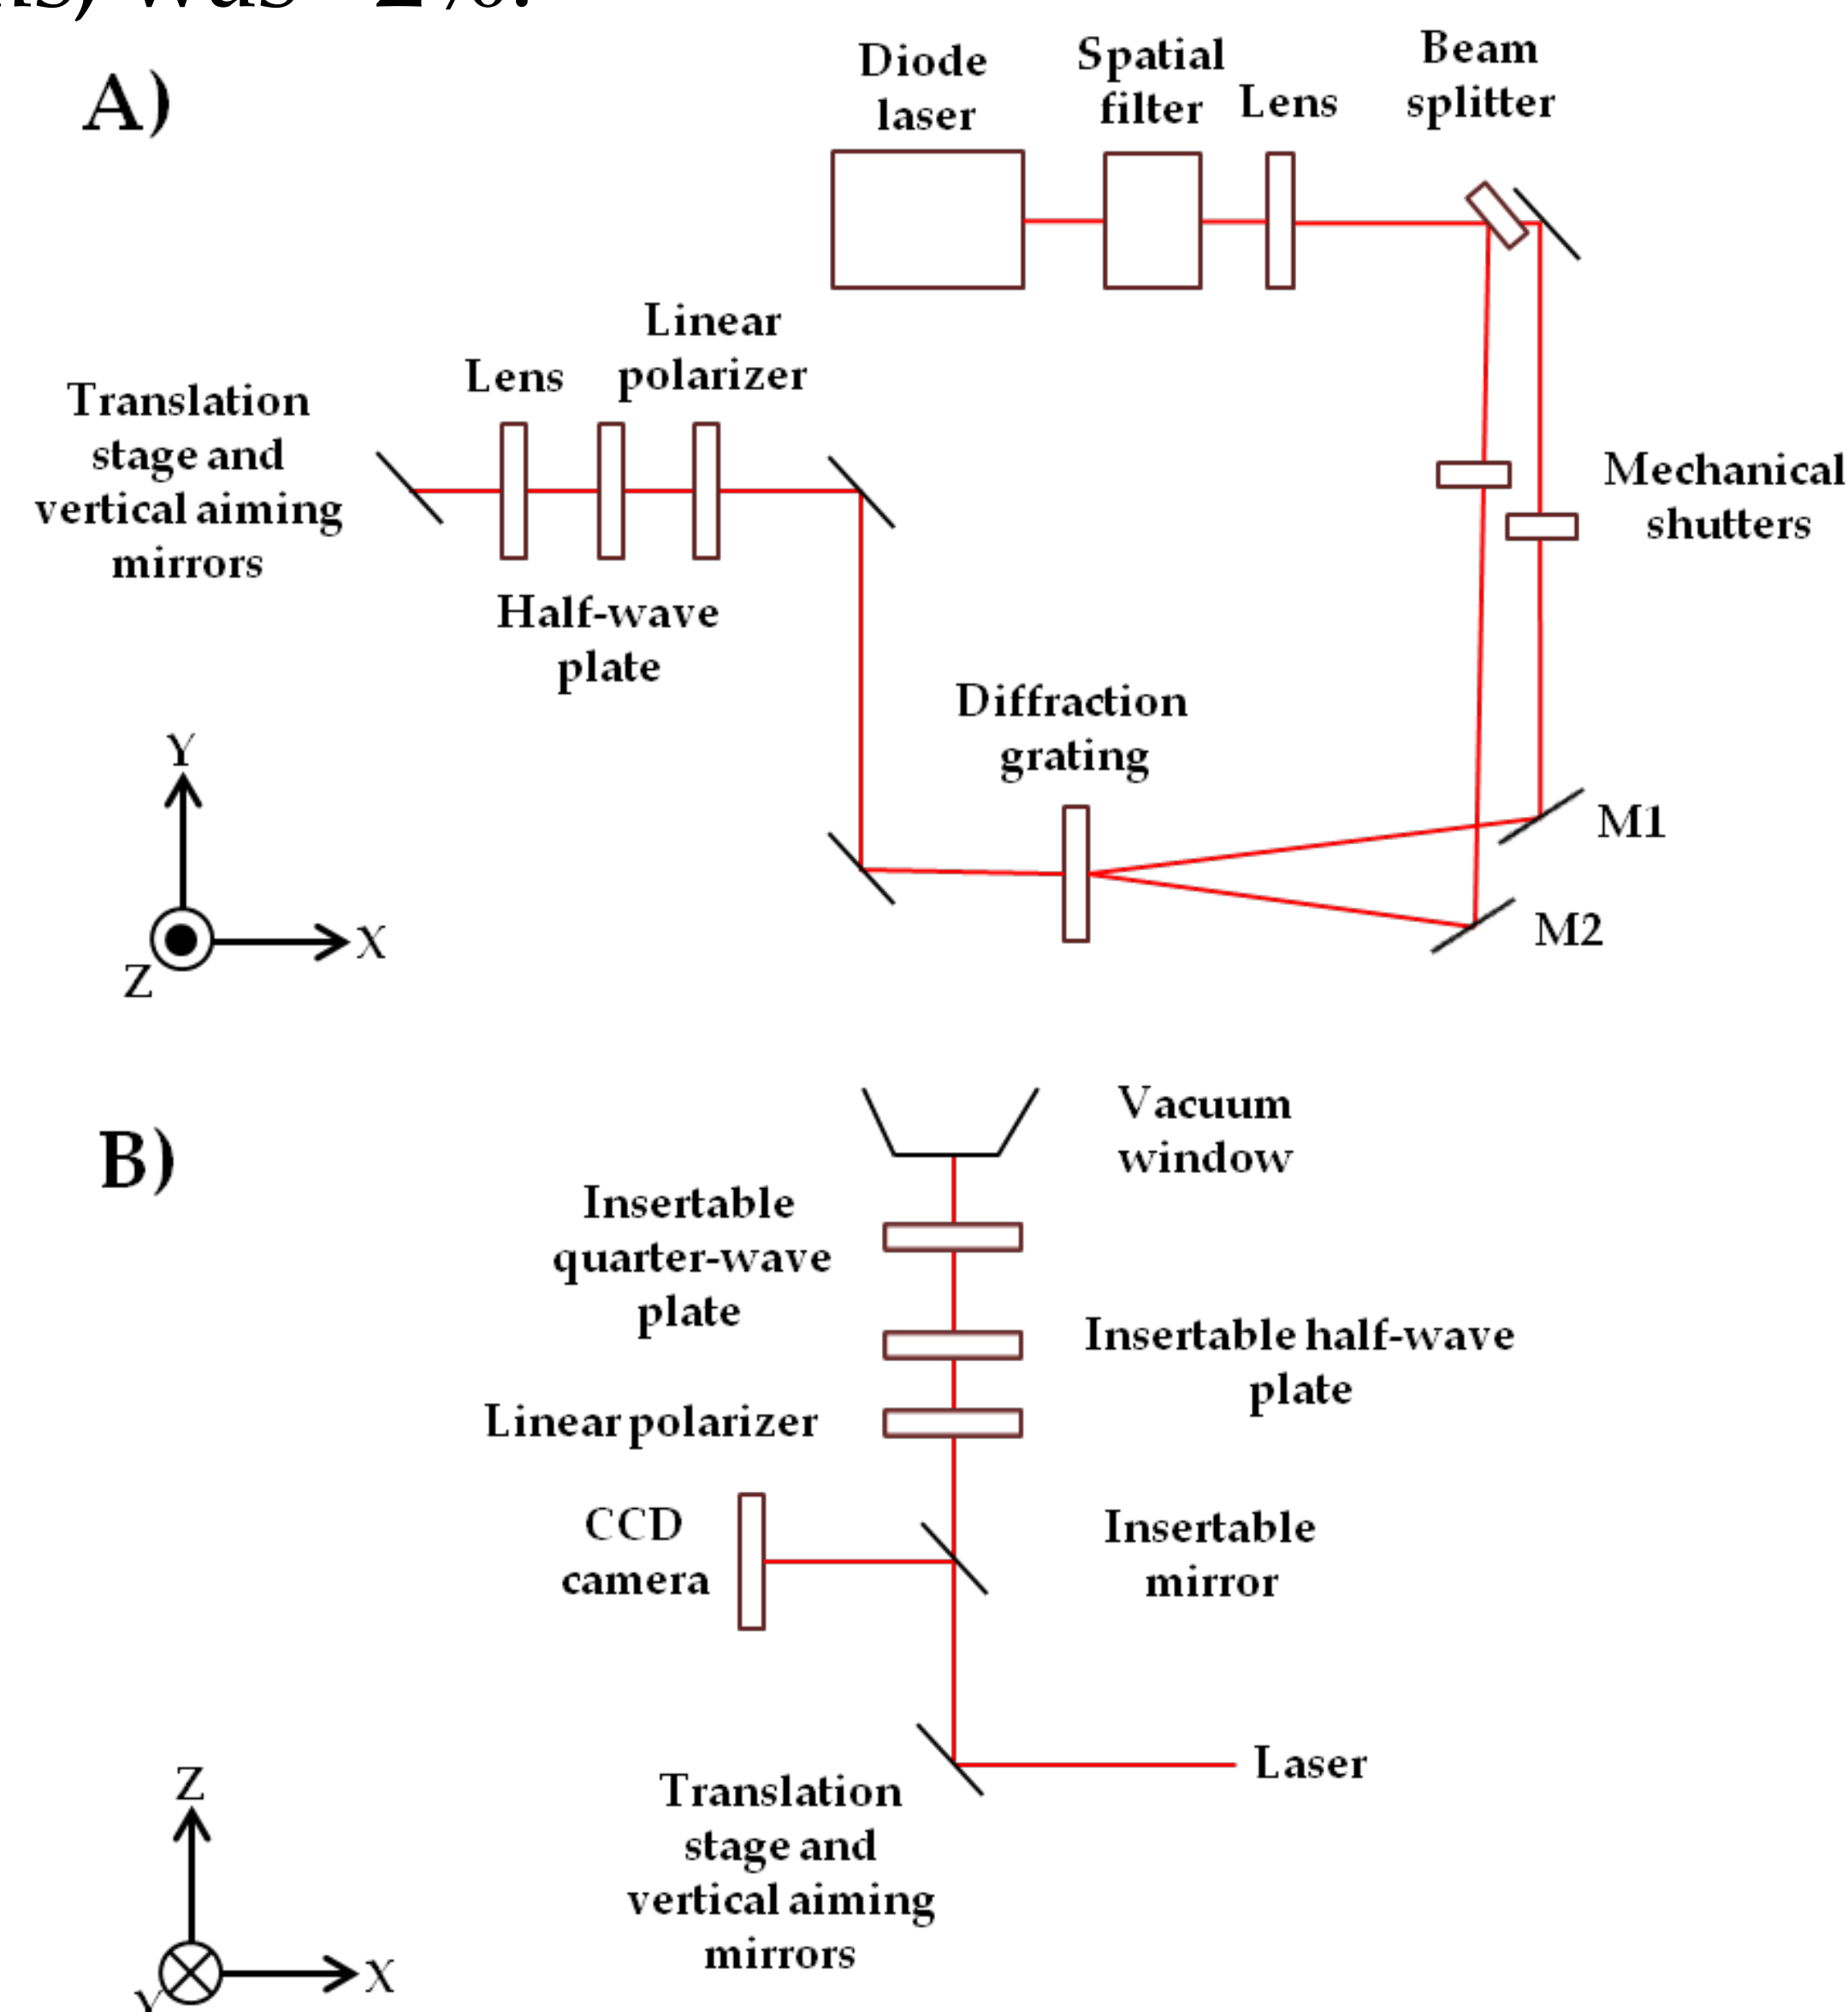 A)
Diode
laser
Spatial
filter
Lens
Beam
splitter
Linear
polarizer
Lens
Translation
stage and
vertical aiming
mirrors
Half-wave
plate
Mechanical
shutters
Diffraction
grating
M1
M2
Y
X
Z
B)
Vacuum
window
Insertable
quarter-wave
plate
Insertable half-wave
plate
Linear polarizer
CCD
camera
Insertable
mirror
Laser
Translation
stage and
vertical aiming
mirrors
Z
X
Y